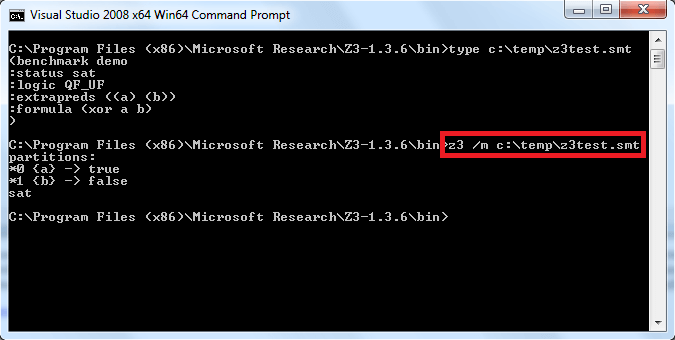 Visual Studio 2008 x64 Win64 Command Prompt
C:\Program Files (x86)\Microsoft Research\Z3-1.3.6\bin>type c:\temp\z3test.smt
(benchmark demo
:status sat
:logic QF_UF
:extrapreds ((a) (b))
:formula (xor a b)
)
C:\Program Files (x86)\Microsoft Research\Z3-1.3.6\bin>z3 /m c:\temp\z3test.smt
partitions:
*0 {a} -> true
*1 {b} -> false
sat
C:\Program Files (x86)\Microsoft Research\Z3-1.3.6\bin>